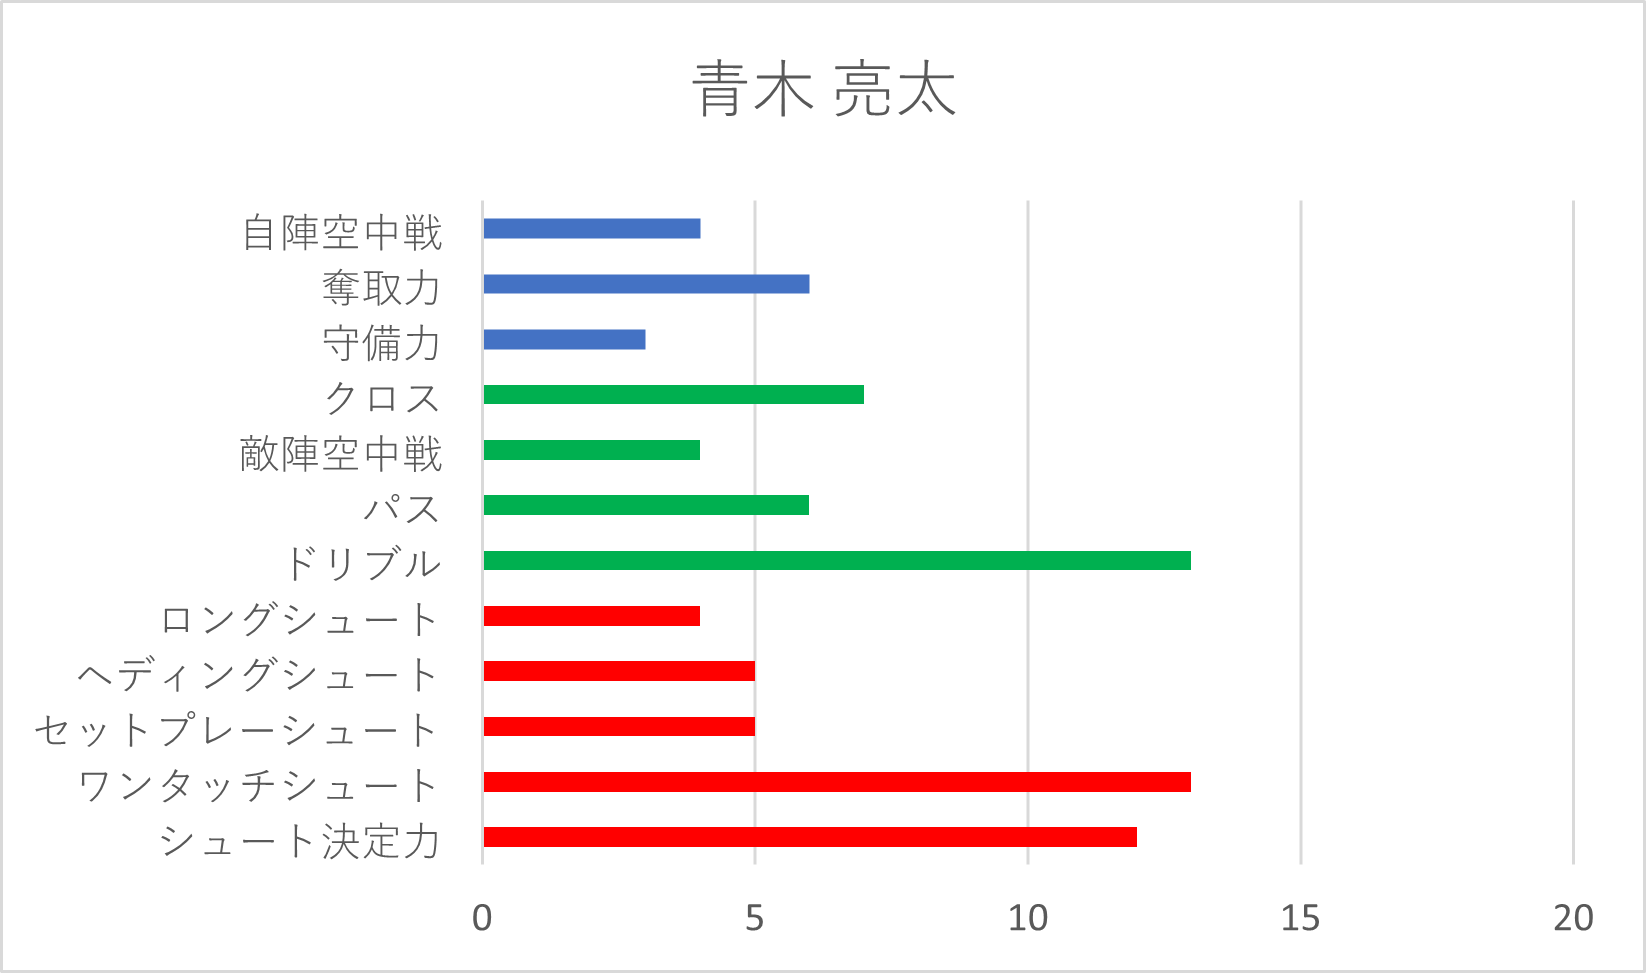 青木 亮太
自陣空中戦
奪取力
守備力
クロス
敵陣空中戦
パス
ドリブル
ロングシュート
ヘディングシュート
セットプレーシュート
ワンタッチシュート
シュート決定力
0 5 10 15 20